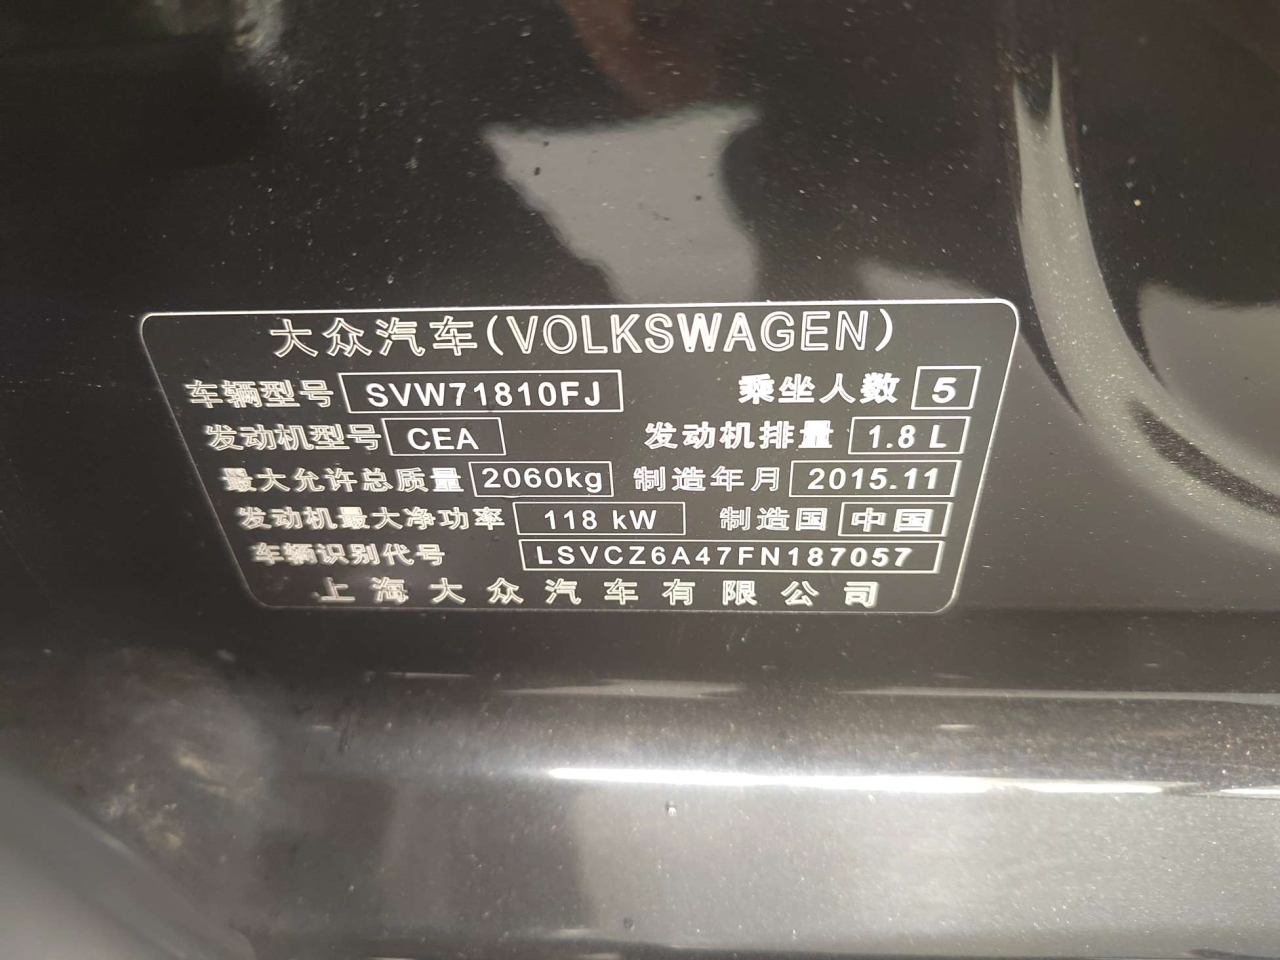 大众汽车(VOLKSWAGEN)
车辆型号 SVW71810FJ 乘坐人数 5
发动机型号 CEA 发动机排量 1.8 L
最大允许总质量 2060kg 制造年月 2015.11
发动机最大净功率 118 kW 制造国 中国
车辆识别代号 LSVCZ6A47FN187057
上海大众汽车有限公司